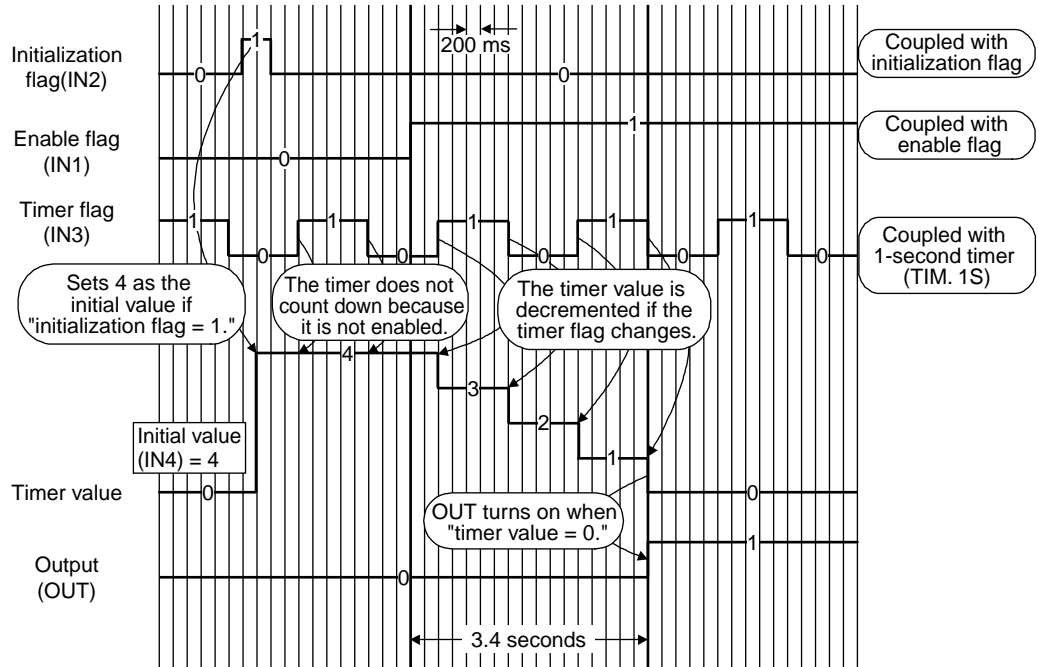 200 ms
Initialization
flag(IN2)
0
1
0
Coupled with
initialization flag
Enable flag
(IN1)
0
1
Coupled with
enable flag
Timer flag
(IN3)
1
0
1
0
1
0
1
0
1
0
Coupled with
1-second timer
(TIM. 1S)
Sets 4 as the
initial value if
"initialization flag = 1."
The timer does not
count down because
it is not enabled.
The timer value is
decremented if the
timer flag changes.
Initial value
(IN4) = 4
Timer value
0
4
3
2
1
0
OUT turns on when
"timer value = 0."
Output
(OUT)
0
1
3.4 seconds